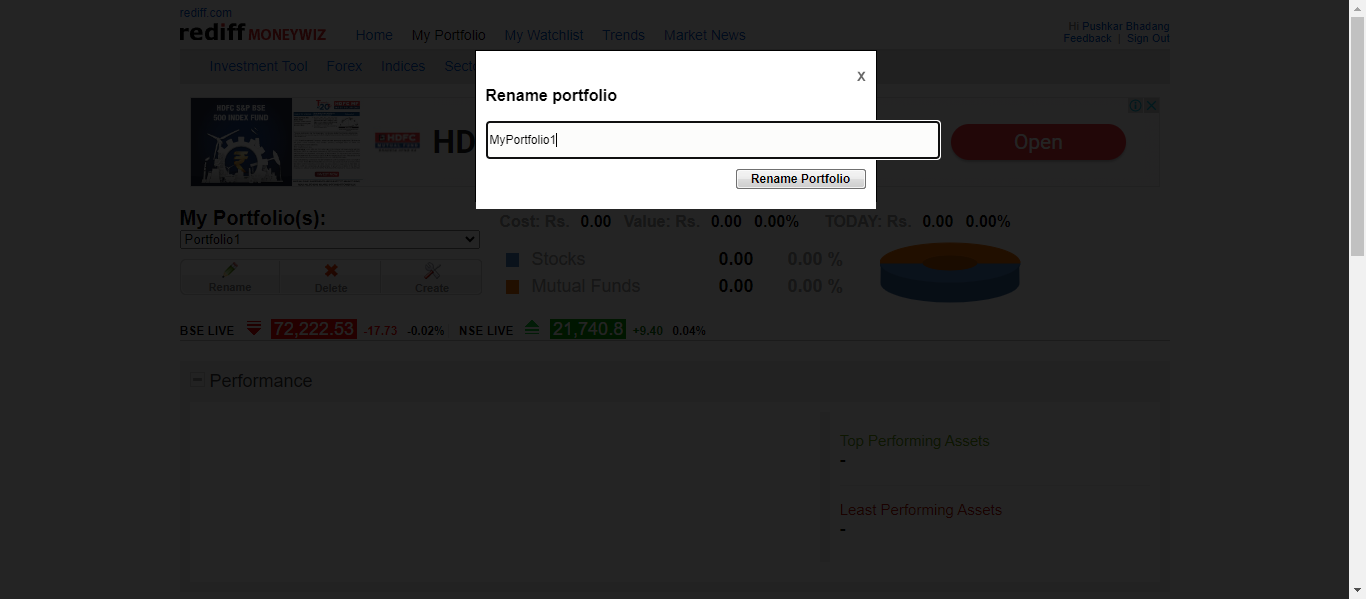 rediff.com
rediff MONEYWIZ
Home My Portfolio My Watchlist Trends Market News
Hi Pushkar Bhadang
Feedback | Sign Out
Investment Tool Forex Indices Secto
x
Rename portfolio
MyPortfolio1
Rename Portfolio
HDFC S&P BSE
500 INDEX FUND
HDFC
HD
Open
My Portfolio(s):
Portfolio1
Rename Delete Create
Cost: Rs. 0.00 Value: Rs. 0.00 0.00% TODAY: Rs. 0.00 0.00%
Stocks 0.00 0.00 %
Mutual Funds 0.00 0.00 %
BSE LIVE 72,222.53 -17.73 -0.02% NSE LIVE 21,740.8 +9.40 0.04%
Performance
Top Performing Assets
-
Least Performing Assets
-